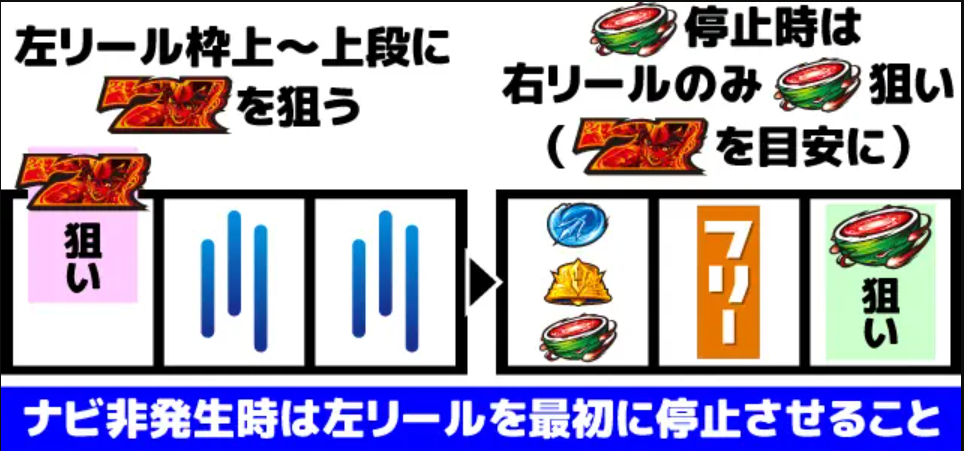 左リール枠上～上段に
を狙う
停止時は
右リールのみ 狙い
( を目安に)
狙い
フリー
狙い
ナビ非発生時は左リールを最初に停止させること